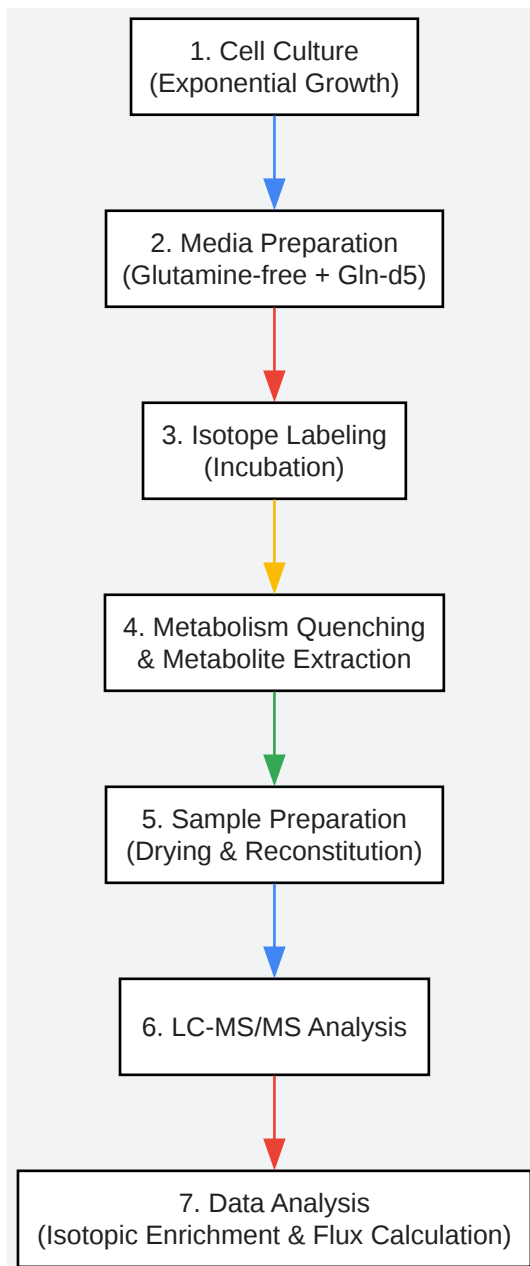 1. Cell Culture
(Exponential Growth)
2. Media Preparation
(Glutamine-free + Gln-d5)
3. Isotope Labeling
(Incubation)
4. Metabolism Quenching
& Metabolite Extraction
5. Sample Preparation
(Drying & Reconstitution)
6. LC-MS/MS Analysis
7. Data Analysis
(Isotopic Enrichment & Flux Calculation)